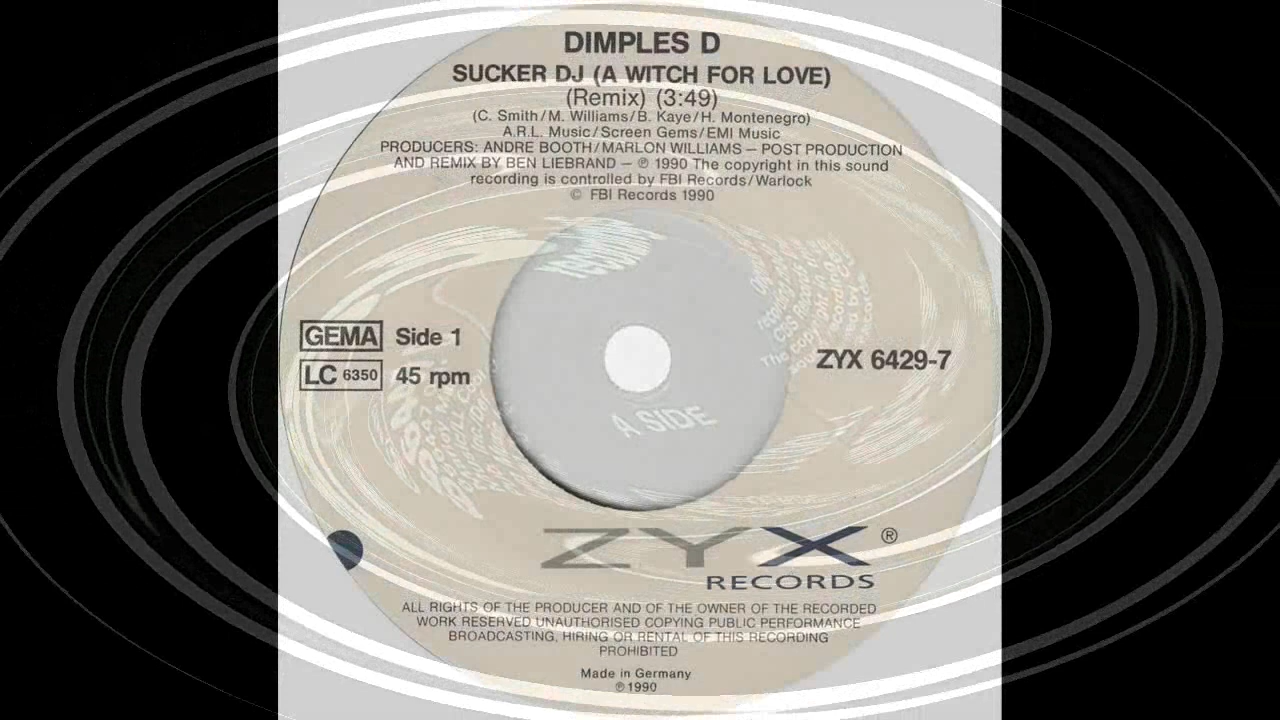 DIMPLES D
SUCKER DJ (A WITCH FOR LOVE)
(Remix) (3:49)
(C. Smith/M. Williams/B. Kaye/H. Montenegro)
A.R.L. Music/Screen Gems/EMI Music
PRODUCERS: ANDRE BOOTH/MARLON WILLIAMS — POST PRODUCTION
AND REMIX BY BEN LIEBRAND — ℗ 1990 The copyright in this sound
recording is controlled by FBI Records/Warlock
© FBI Records 1990
GEMA Side 1
LC 6350 45 rpm
ZYX 6429-7
A SIDE
ZYX ®
RECORDS
ALL RIGHTS OF THE PRODUCER AND OF THE OWNER OF THE RECORDED
WORK RESERVED UNAUTHORISED COPYING PUBLIC PERFORMANCE
BROADCASTING, HIRING OR RENTAL OF THIS RECORDING
PROHIBITED
Made in Germany
℗ 1990